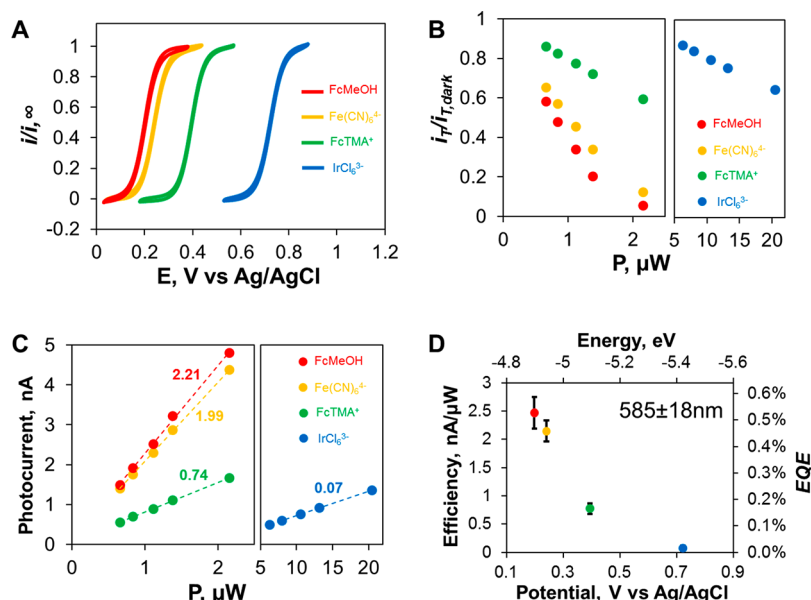 A
i/i,∞
1
0.8
0.6
0.4
0.2
0
-0.2
FcMeOH
Fe(CN)₆⁴⁻
FcTMA⁺
IrCl₆³⁻
0 0.2 0.4 0.6 0.8 1 1.2
E, V vs Ag/AgCl
B
i_T/i_T,dark
1
0.8
0.6
0.4
0.2
0
FcMeOH
Fe(CN)₆⁴⁻
FcTMA⁺
IrCl₆³⁻
0 1 2 5 10 15 20
P, µW
C
Photocurrent, nA
5
4
3
2
1
0
2.21
1.99
0.74
0.07
FcMeOH
Fe(CN)₆⁴⁻
FcTMA⁺
IrCl₆³⁻
0 1 2 5 10 15 20
P, µW
D
Energy, eV
-4.8 -5 -5.2 -5.4 -5.6
585±18nm
Efficiency, nA/µW
3
2.5
2
1.5
1
0.5
0
0.6%
0.5%
0.4%
0.3%
0.2%
0.1%
0.0%
EQE
0.1 0.3 0.5 0.7 0.9
Potential, V vs Ag/AgCl